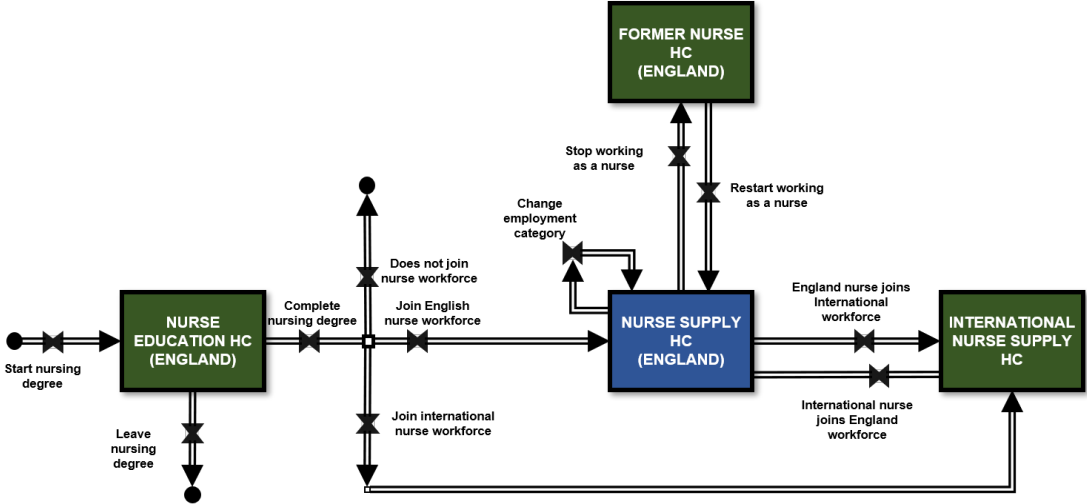 FORMER NURSE
HC
(ENGLAND)
Stop working
as a nurse
Restart working
as a nurse
Change
employment
category
Does not join
nurse workforce
Complete
nursing degree
Join English
nurse workforce
England nurse joins
International
workforce
NURSE
EDUCATION HC
(ENGLAND)
NURSE SUPPLY
HC
(ENGLAND)
INTERNATIONAL
NURSE SUPPLY
HC
Start nursing
degree
Join international
nurse workforce
International nurse
joins England
workforce
Leave
nursing
degree